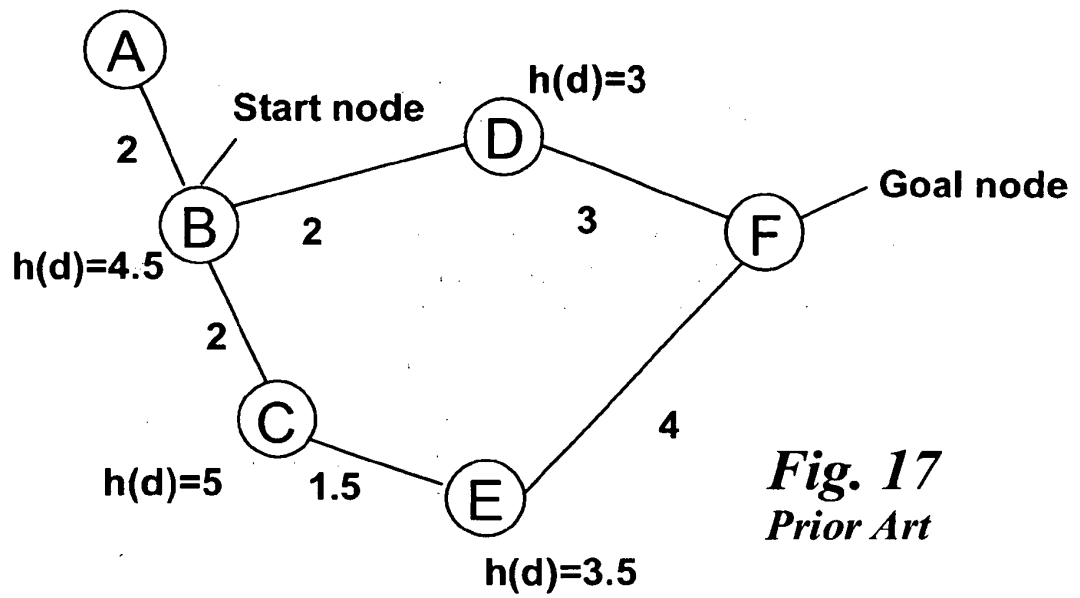 A
h(d)=3
Start node
D
2
Goal node
B
2
3
F
h(d)=4.5
2
C
4
h(d)=5
1.5
E
Fig. 17
Prior Art
h(d)=3.5